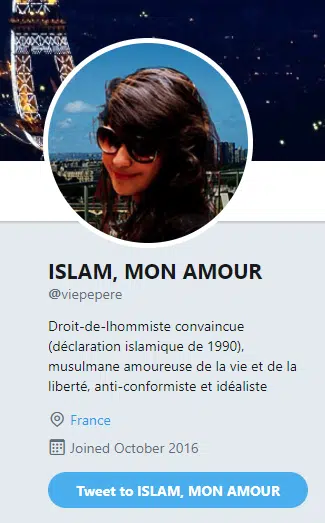 ISLAM, MON AMOUR
@viepepere
Droit-de-lhommiste convaincue
(déclaration islamique de 1990),
musulmane amoureuse de la vie et de la
liberté, anti-conformiste et idéaliste
France
Joined October 2016
Tweet to ISLAM, MON AMOUR